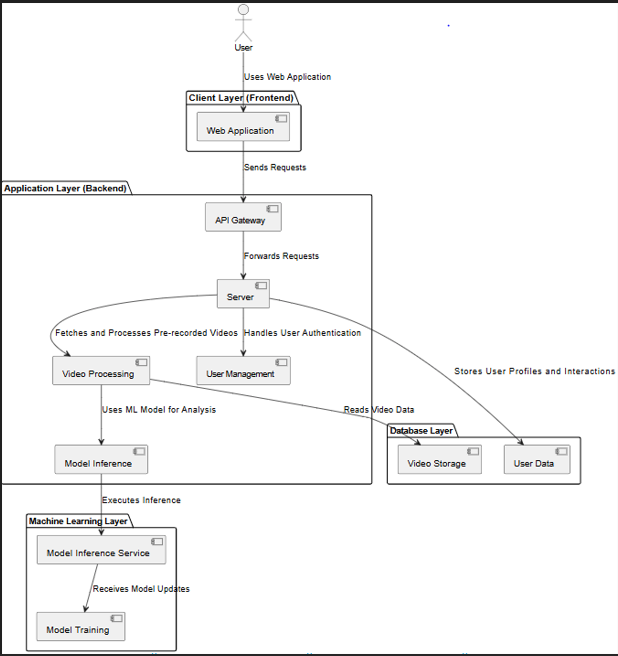 User
Uses Web Application
Client Layer (Frontend)
Web Application
Sends Requests
Application Layer (Backend)
API Gateway
Forwards Requests
Server
Fetches and Processes Pre-recorded Videos
Handles User Authentication
Stores User Profiles and Interactions
Video Processing
User Management
Uses ML Model for Analysis
Reads Video Data
Database Layer
Model Inference
Video Storage
User Data
Executes Inference
Machine Learning Layer
Model Inference Service
Receives Model Updates
Model Training